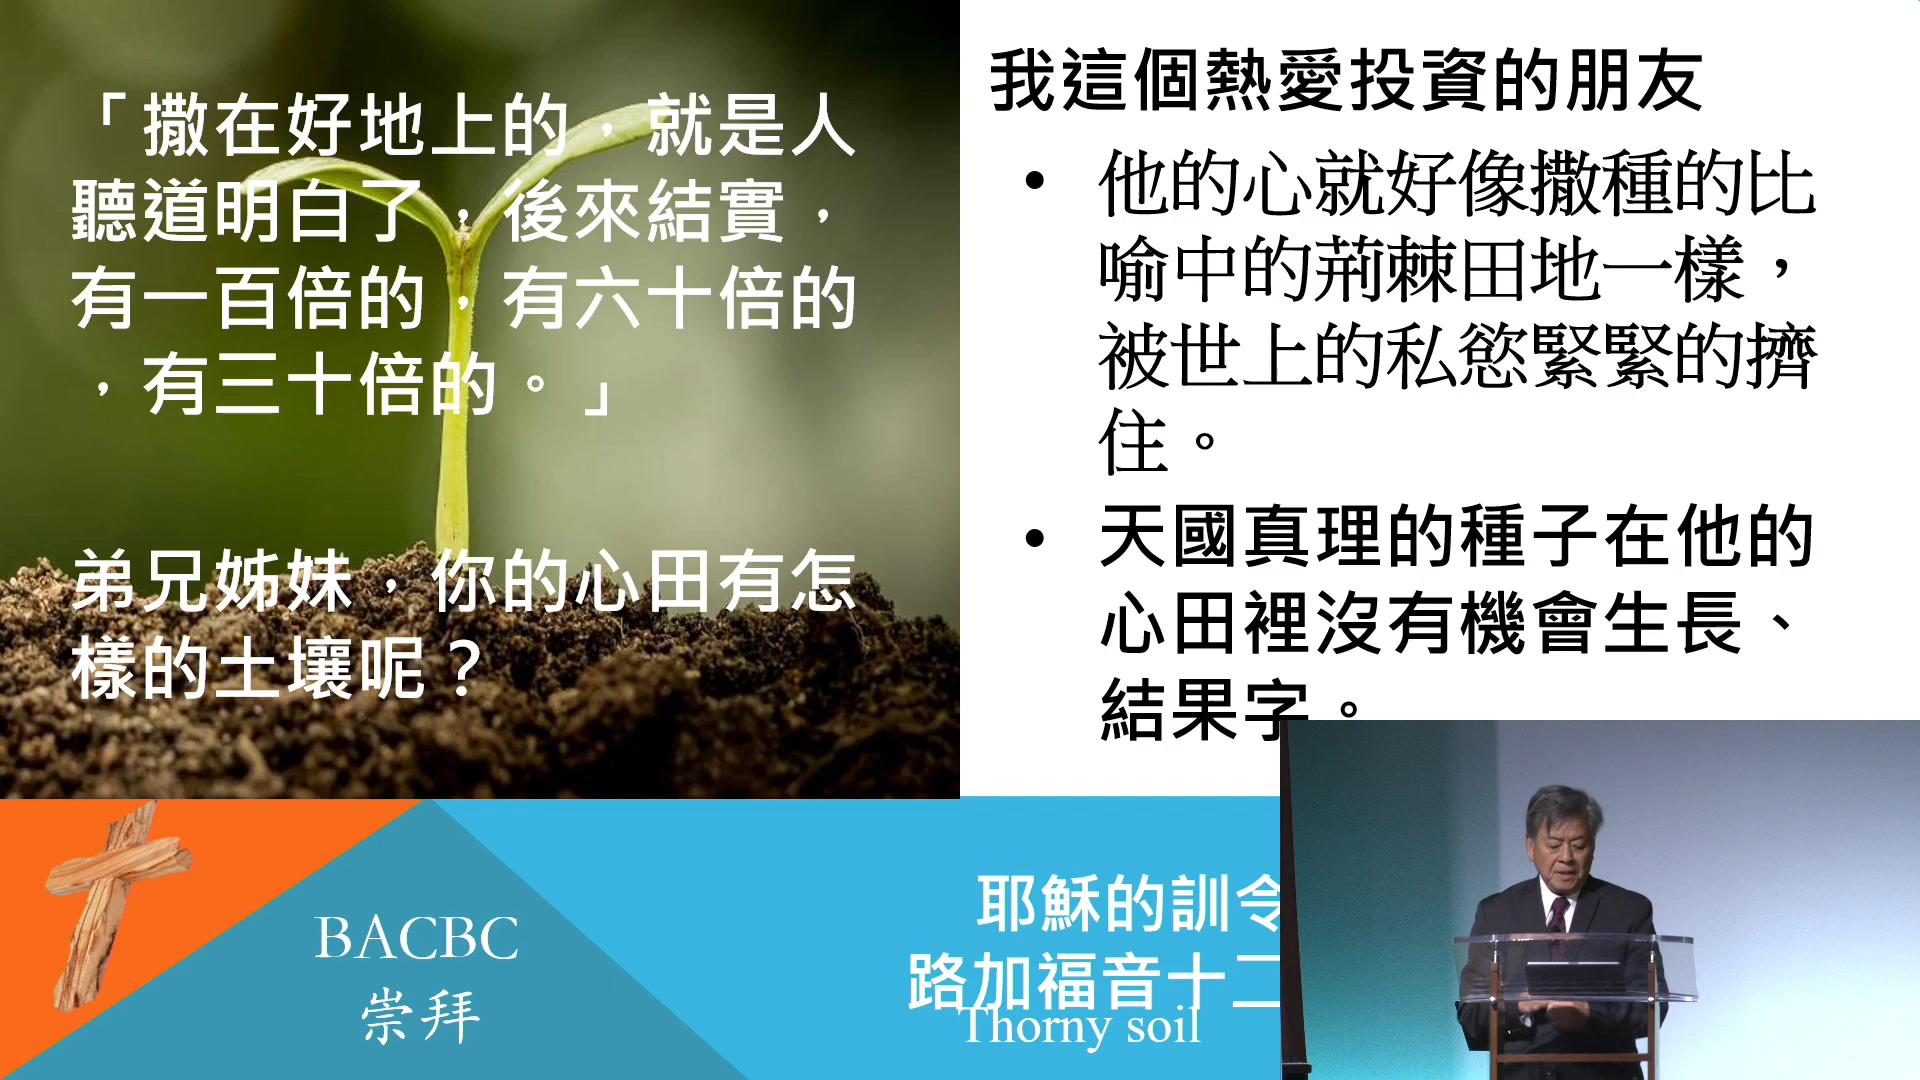 「撒在好地上的，就是人
聽道明白了，後來結實，
有一百倍的，有六十倍的
，有三十倍的。」
弟兄姊妹，你的心田有怎
樣的土壤呢？
我這個熱愛投資的朋友
• 他的心就好像撒種的比
喻中的荊棘田地一樣，
被世上的私慾緊緊的擠
住。
• 天國真理的種子在他的
心田裡沒有機會生長、
結果字。
BACBC
崇拜
耶穌的訓令
路加福音十二
Thorny soil